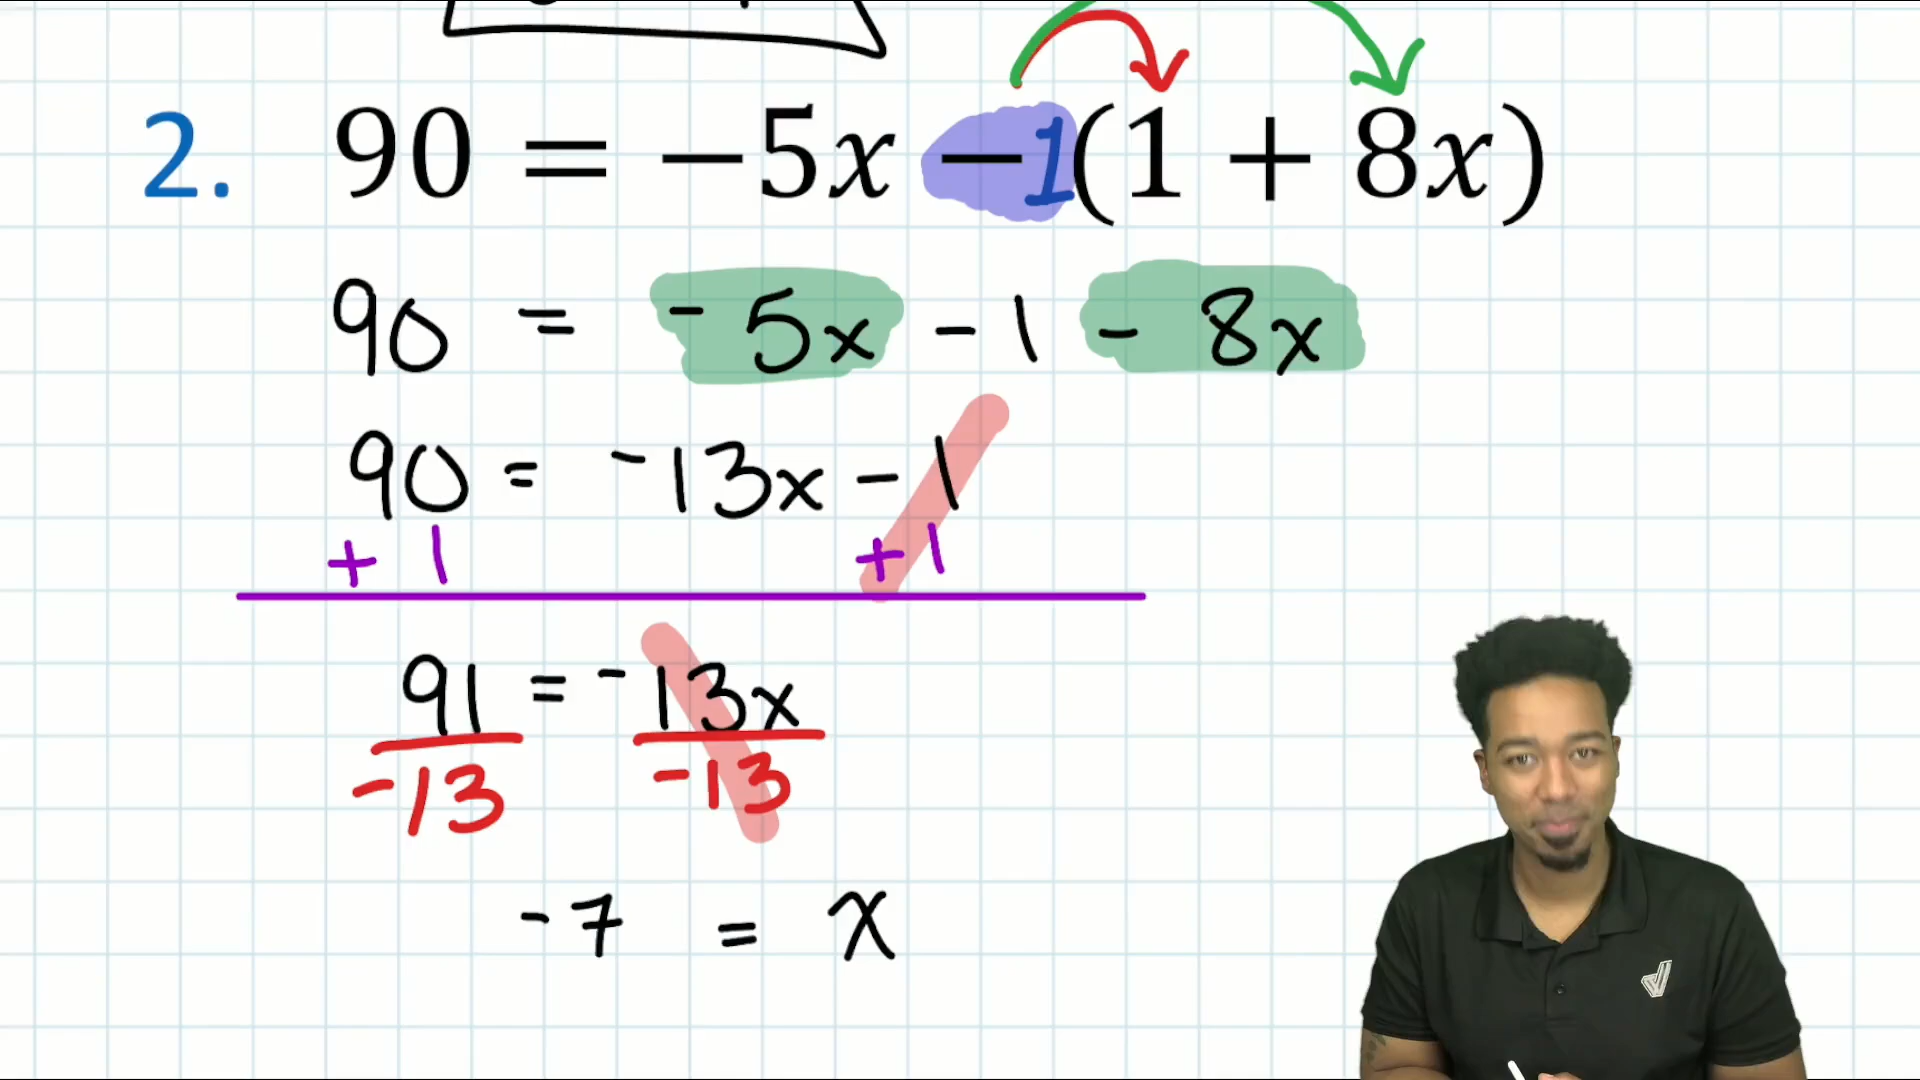 2. 90 = −5x −1(1 + 8x)
90 = -5x - 1 - 8x
90 = -13x - 1
+ 1 + 1
91 = -13x
-13 -13
-7 = x